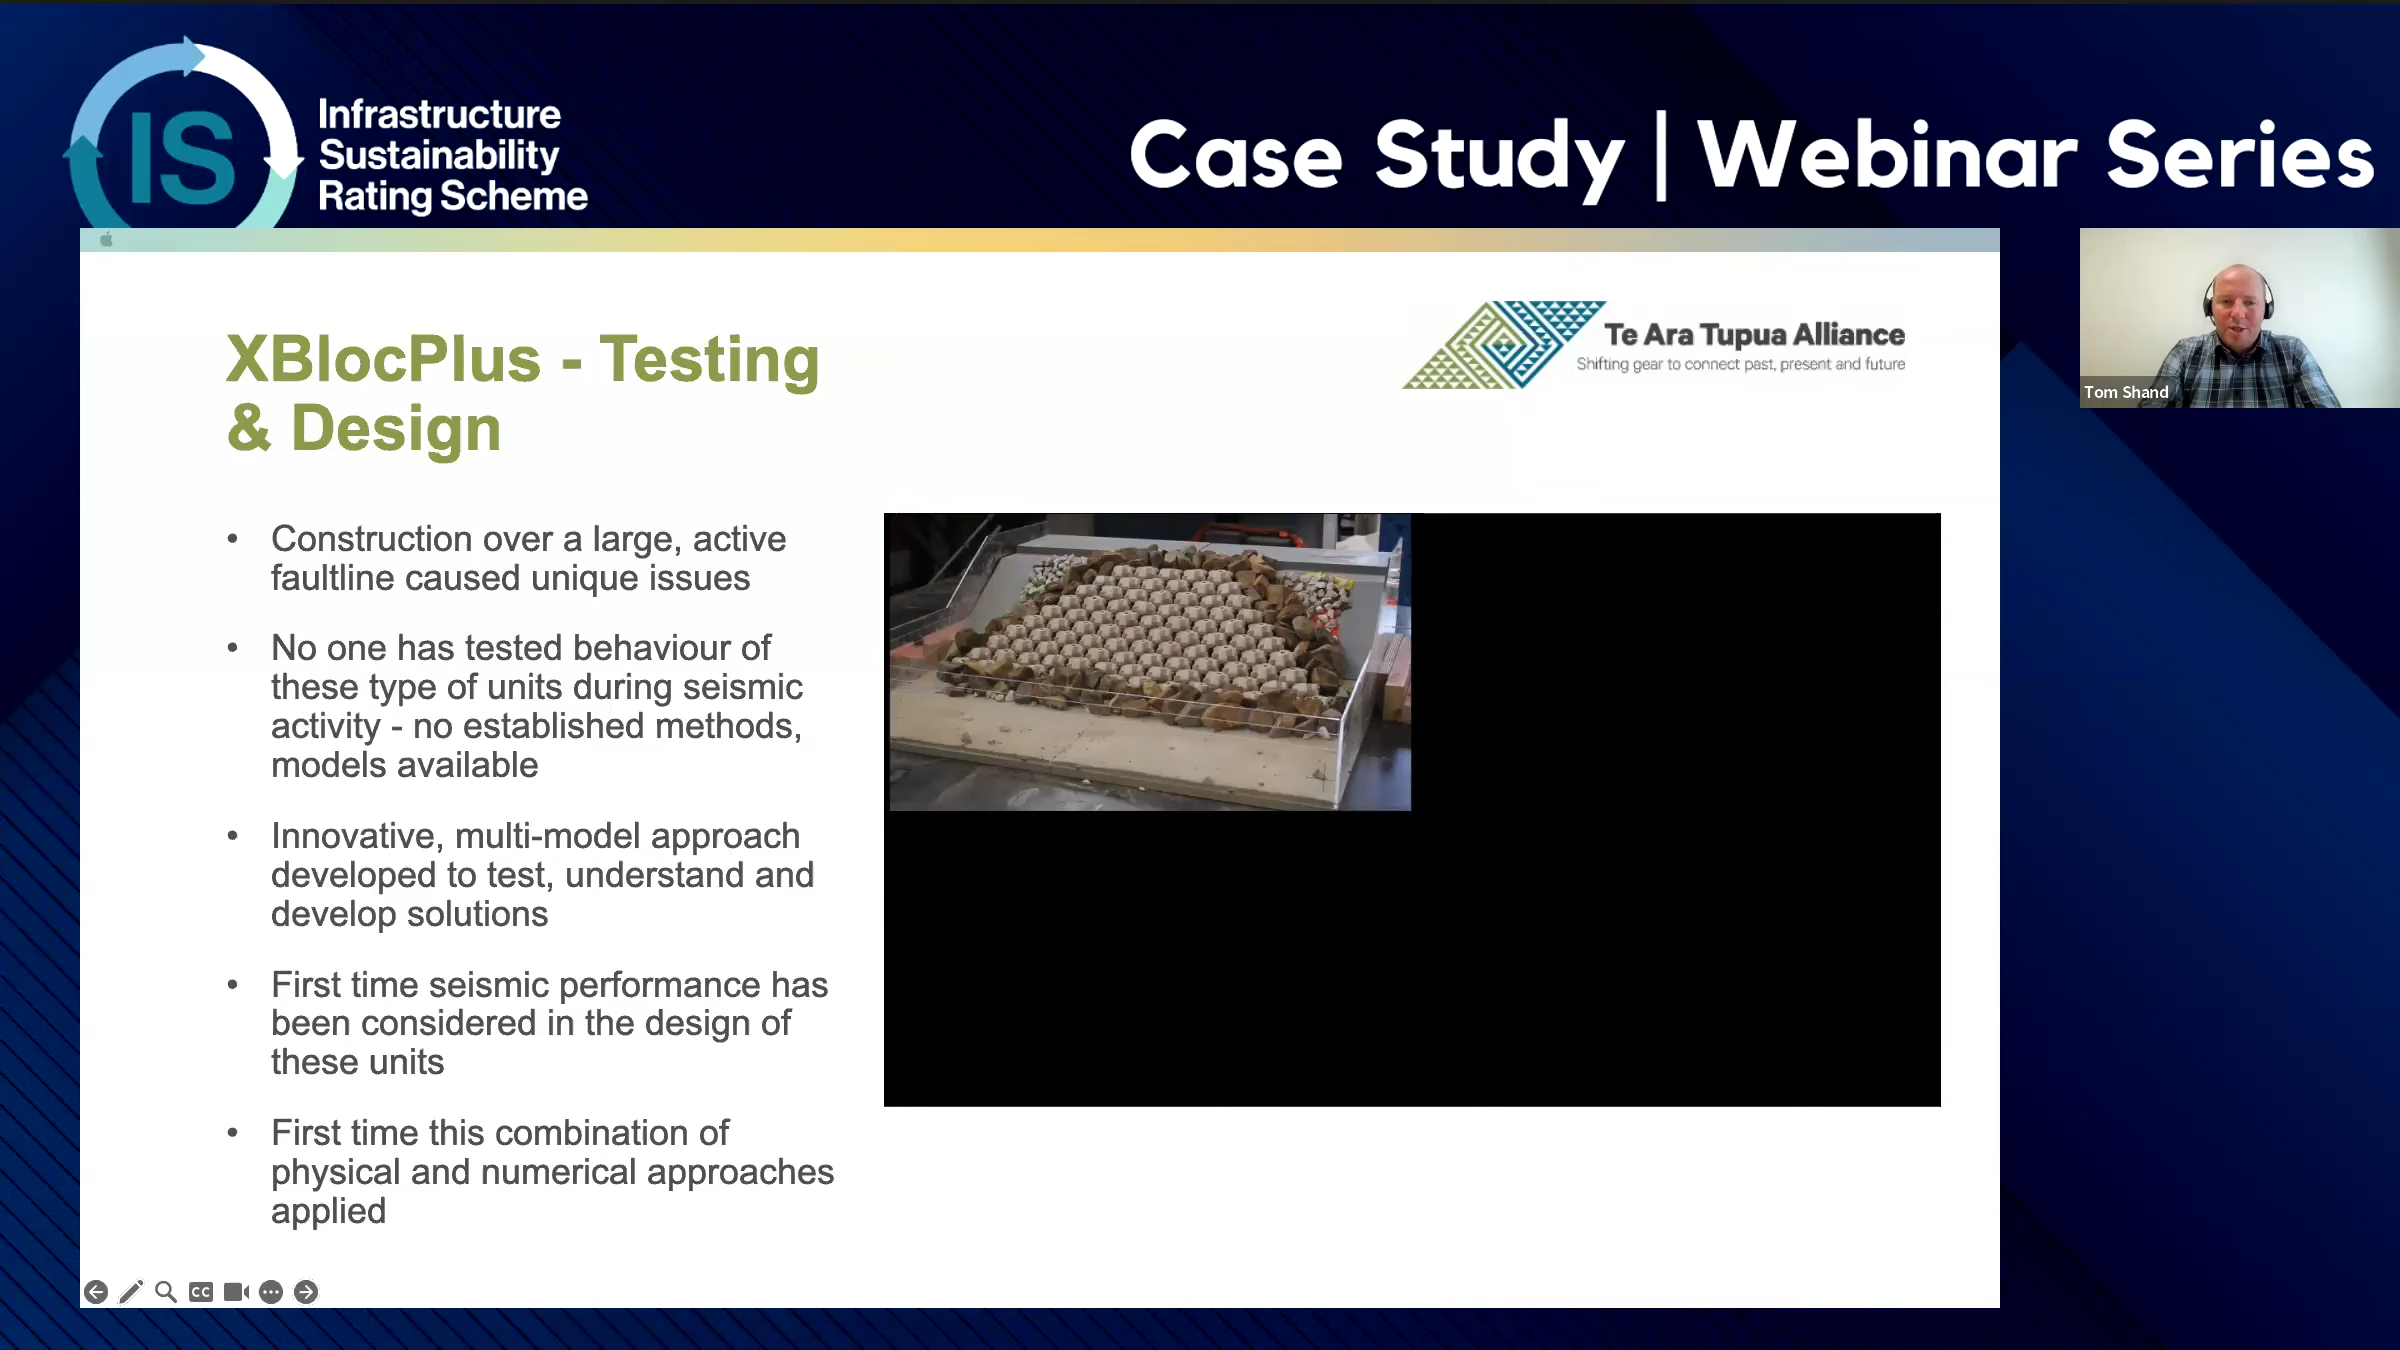 IS
Infrastructure
Sustainability
Rating Scheme
Case Study | Webinar Series
XBlocPlus - Testing
& Design
Te Ara Tupua Alliance
Shifting gear to connect past, present and future
Tom Shand
• Construction over a large, active
faultline caused unique issues
• No one has tested behaviour of
these type of units during seismic
activity - no established methods,
models available
• Innovative, multi-model approach
developed to test, understand and
develop solutions
• First time seismic performance has
been considered in the design of
these units
• First time this combination of
physical and numerical approaches
applied
CC